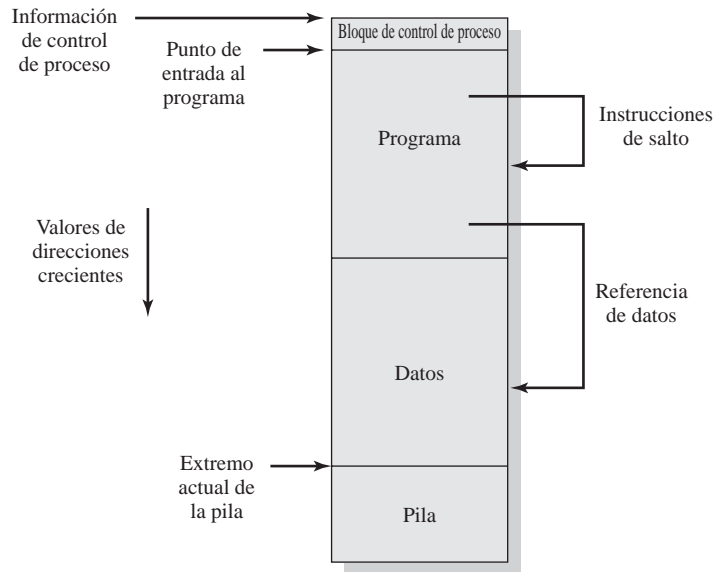 Información
de control
de proceso
Bloque de control de proceso
Punto de
entrada al
programa
Programa
Instrucciones
de salto
Valores de
direcciones
crecientes
Referencia
de datos
Datos
Extremo
actual de
la pila
Pila